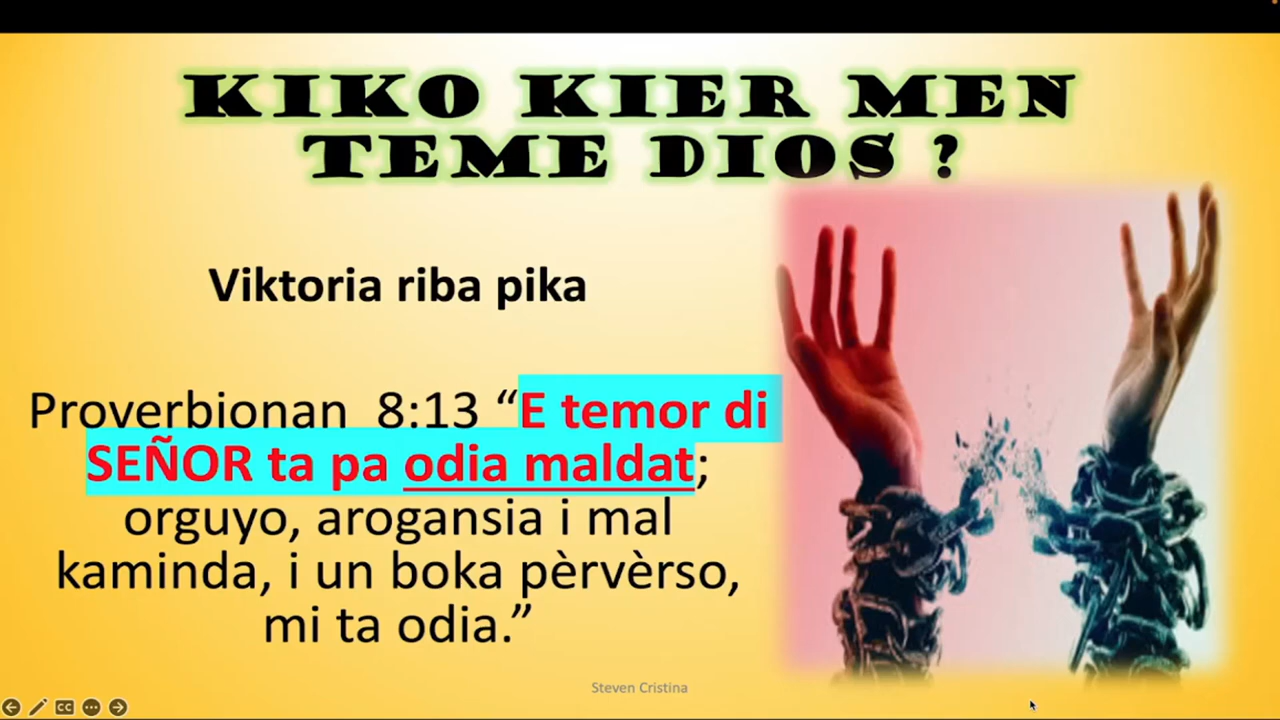 KIKO KIER MEN
TEME DIOS ?
Viktoria riba pika
Proverbionan 8:13 “E temor di
SEÑOR ta pa odia maldat;
orguyo, arogansia i mal
kaminda, i un boka pèrvèrso,
mi ta odia.”
Steven Cristina
CC